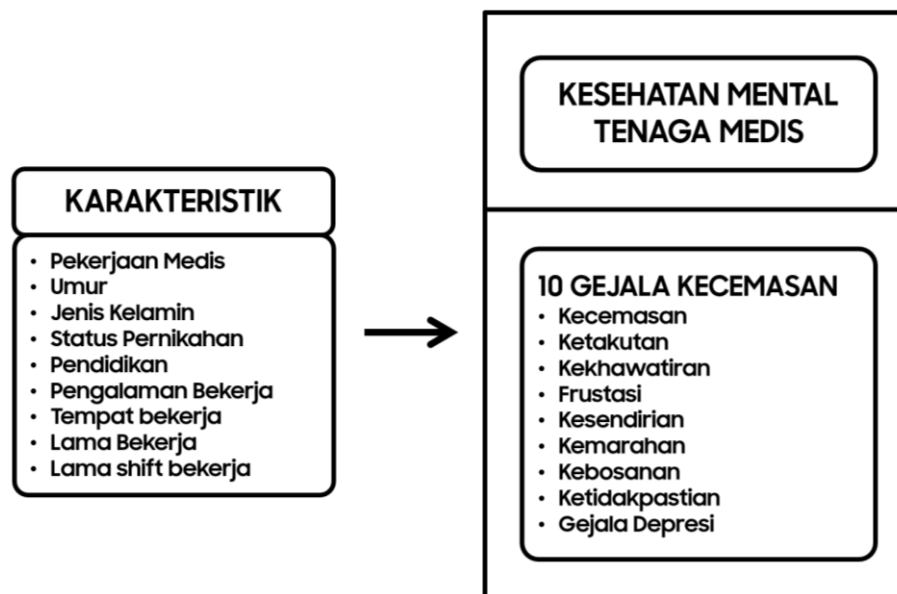 KARAKTERISTIK
• Pekerjaan Medis
• Umur
• Jenis Kelamin
• Status Pernikahan
• Pendidikan
• Pengalaman Bekerja
• Tempat bekerja
• Lama Bekerja
• Lama shift bekerja
KESEHATAN MENTAL
TENAGA MEDIS
10 GEJALA KECEMASAN
• Kecemasan
• Ketakutan
• Kekhawatiran
• Frustasi
• Kesendirian
• Kemarahan
• Kebosanan
• Ketidakpastian
• Gejala Depresi